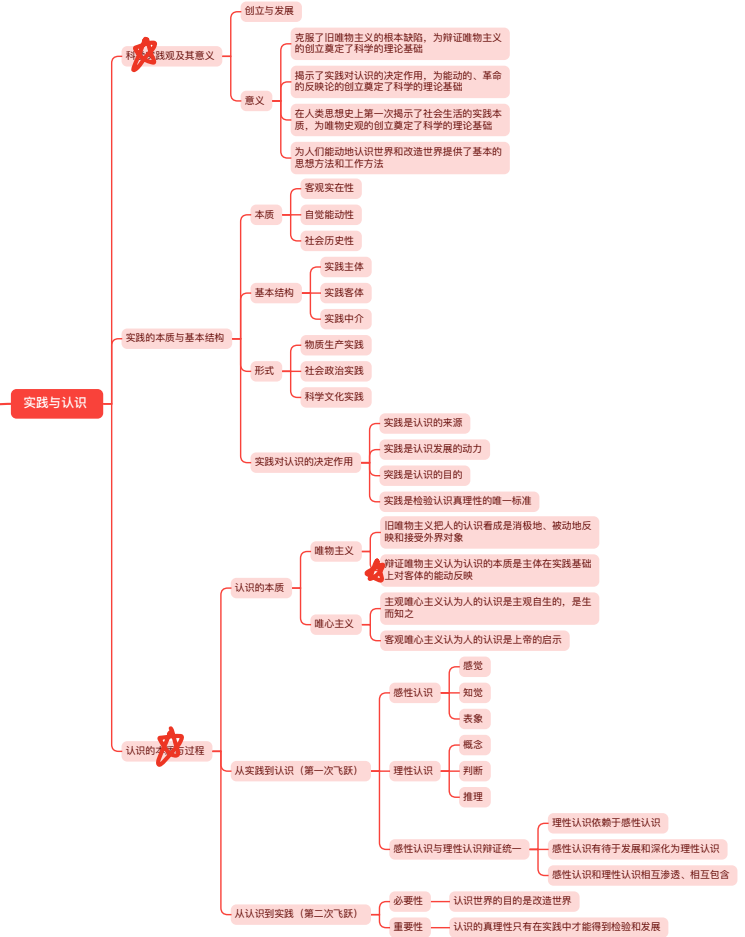 创立与发展
科学实践观及其意义
克服了旧唯物主义的根本缺陷，为辩证唯物主义
的创立奠定了科学的理论基础
揭示了实践对认识的决定作用，为能动的、革命
的反映论的创立奠定了科学的理论基础
意义
在人类思想史上第一次揭示了社会生活的实践本
质，为唯物史观的创立奠定了科学的理论基础
为人们能动地认识世界和改造世界提供了基本的
思想方法和工作方法
客观实在性
本质
自觉能动性
社会历史性
实践主体
基本结构
实践客体
实践中介
实践的本质与基本结构
物质生产实践
形式
社会政治实践
科学文化实践
实践与认识
实践是认识的来源
实践是认识发展的动力
实践对认识的决定作用
突践是认识的目的
实践是检验认识真理性的唯一标准
旧唯物主义把人的认识看成是消极地、被动地反
映和接受外界对象
唯物主义
辩证唯物主义认为认识的本质是主体在实践基础
上对客体的能动反映
认识的本质
主观唯心主义认为人的认识是主观自生的，是生
而知之
唯心主义
客观唯心主义认为人的认识是上帝的启示
感觉
感性认识
知觉
表象
认识的本质与过程
概念
从实践到认识（第一次飞跃）
理性认识
判断
推理
理性认识依赖于感性认识
感性认识与理性认识辩证统一
感性认识有待于发展和深化为理性认识
感性认识和理性认识相互渗透、相互包含
必要性
认识世界的目的是改造世界
从认识到实践（第二次飞跃）
重要性
认识的真理性只有在实践中才能得到检验和发展